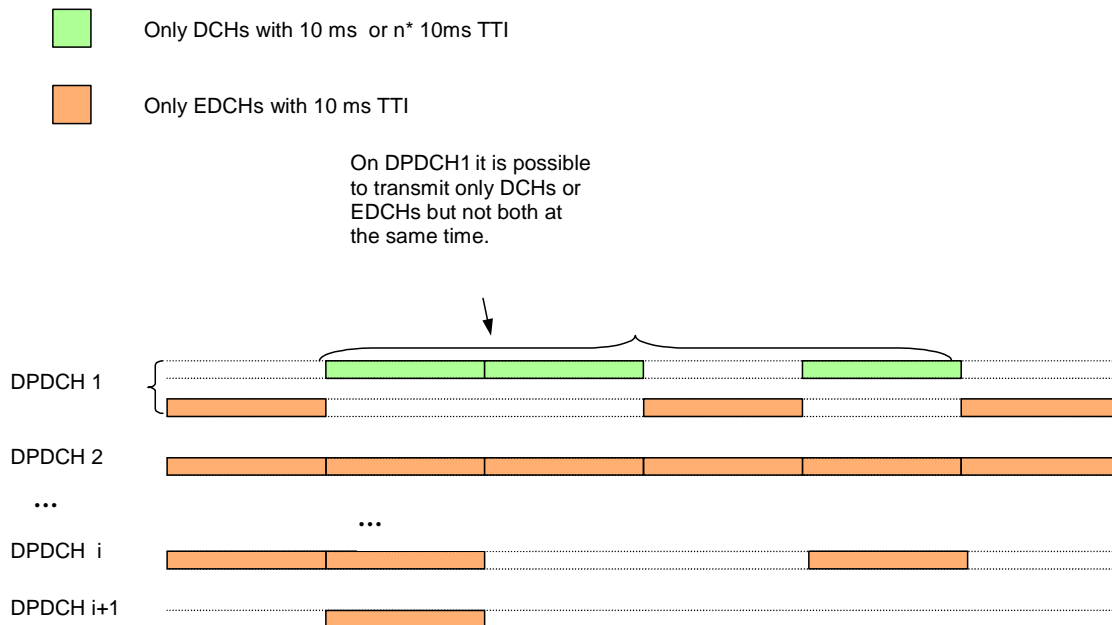 Only DCHs with 10 ms or n* 10ms TTI
Only EDCHs with 10 ms TTI
On DPDCH1 it is possible
to transmit only DCHs or
EDCHs but not both at
the same time.
DPDCH 1
DPDCH 2
...
...
DPDCH i
DPDCH i+1